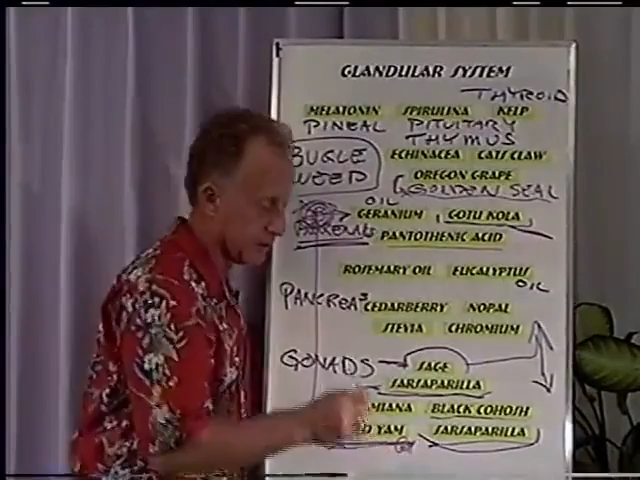 GLANDULAR SYSTEM
THYROID
MELATONIN SPIRULINA KELP
PINEAL PITUITARY
THYMUS
BUGLE WEED
ECHINACEA CATS CLAW
OREGON GRAPE
GOLDEN SEAL
OIL
GERANIUM GOTU KOLA
PANTOTHENIC ACID
ROSEMARY OIL EUCALYPTUS
OIL
PANCREAS CEDARBERRY NOPAL
STEVIA CHROMIUM
GONADS SAGE
SARSAPARILLA
MIANA BLACK COHOSH
D YAM SARSAPARILLA